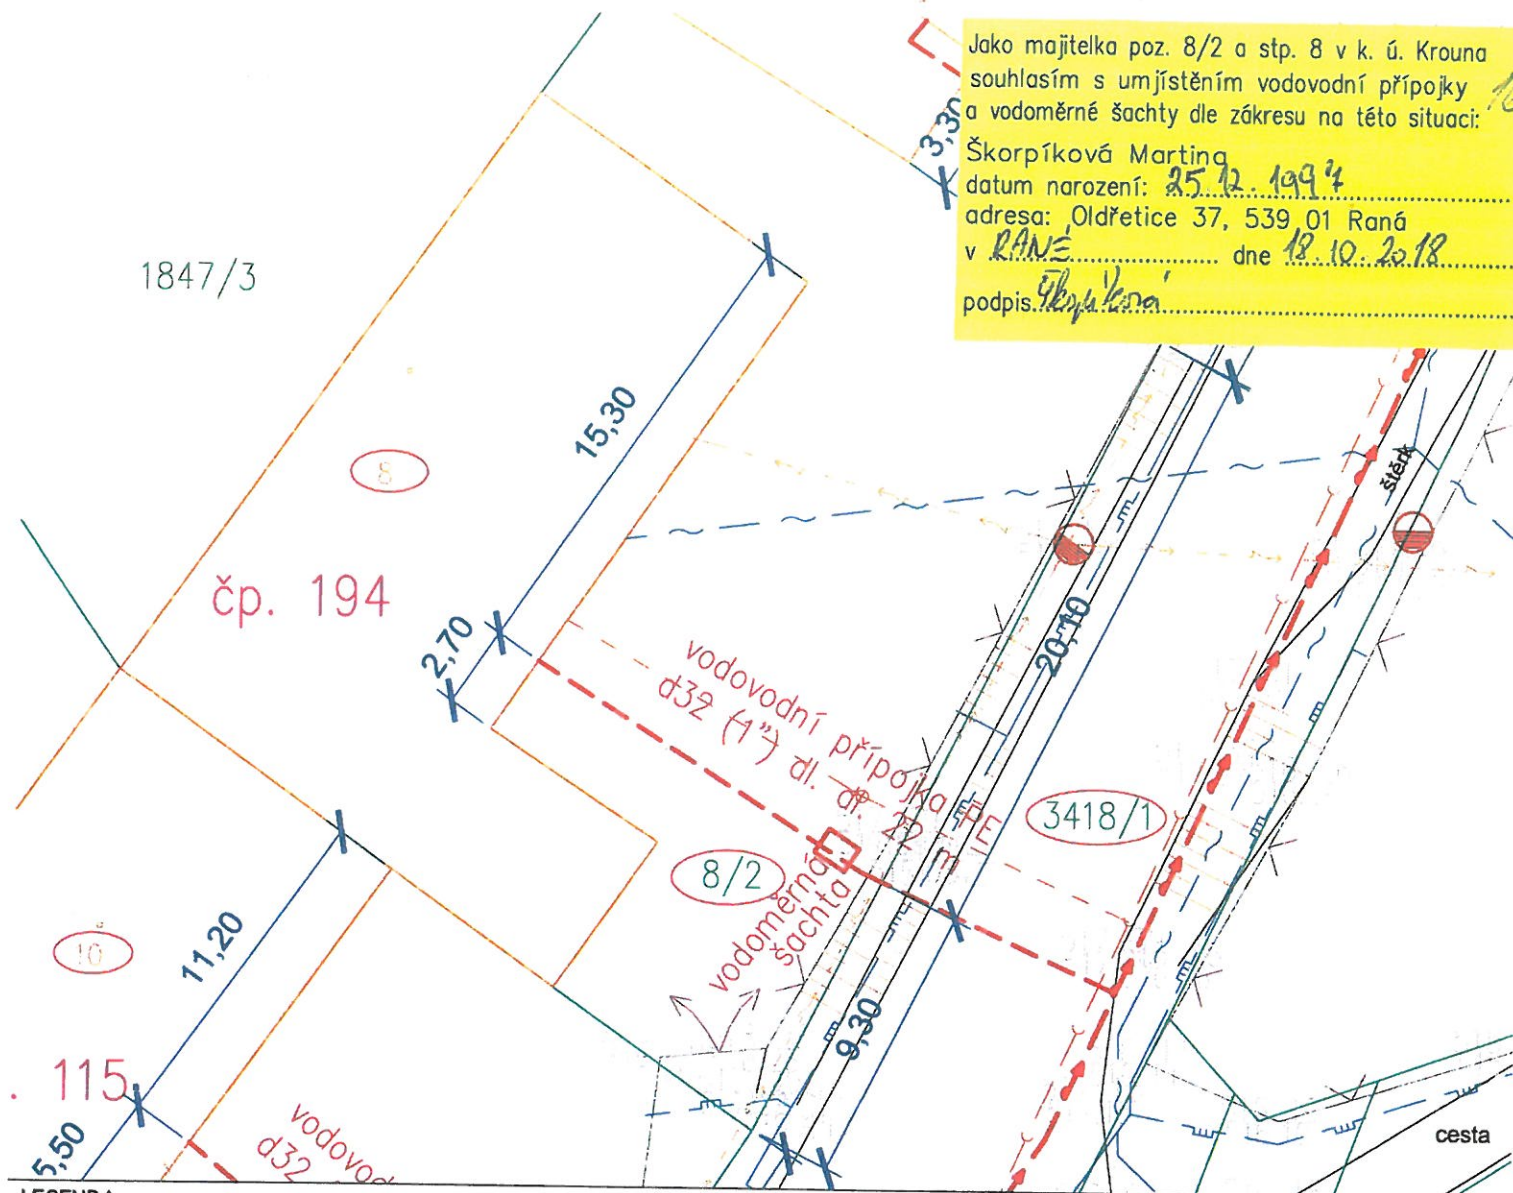 Jako majitelka poz. 8/2 a stp. 8 v k. ú. Krouna
souhlasím s umjístěním vodovodní přípojky
a vodoměrné šachty dle zákresu na této situaci:
Škorpíková Martina
datum narození: 25.12.1997
adresa: Oldřetice 37, 539 01 Raná
v RANÉ dne 18.10.2018
podpis
3,30
1847/3
15,30
8
štěrk
čp. 194
2,70
20,10
vodovodní přípojka PE
d32 (1") dl. 22 m
3418/1
8/2
vodoměrná
šachta
10
11,20
9,30
. 115
5,50
vodovod
d32
cesta
LEGENDA